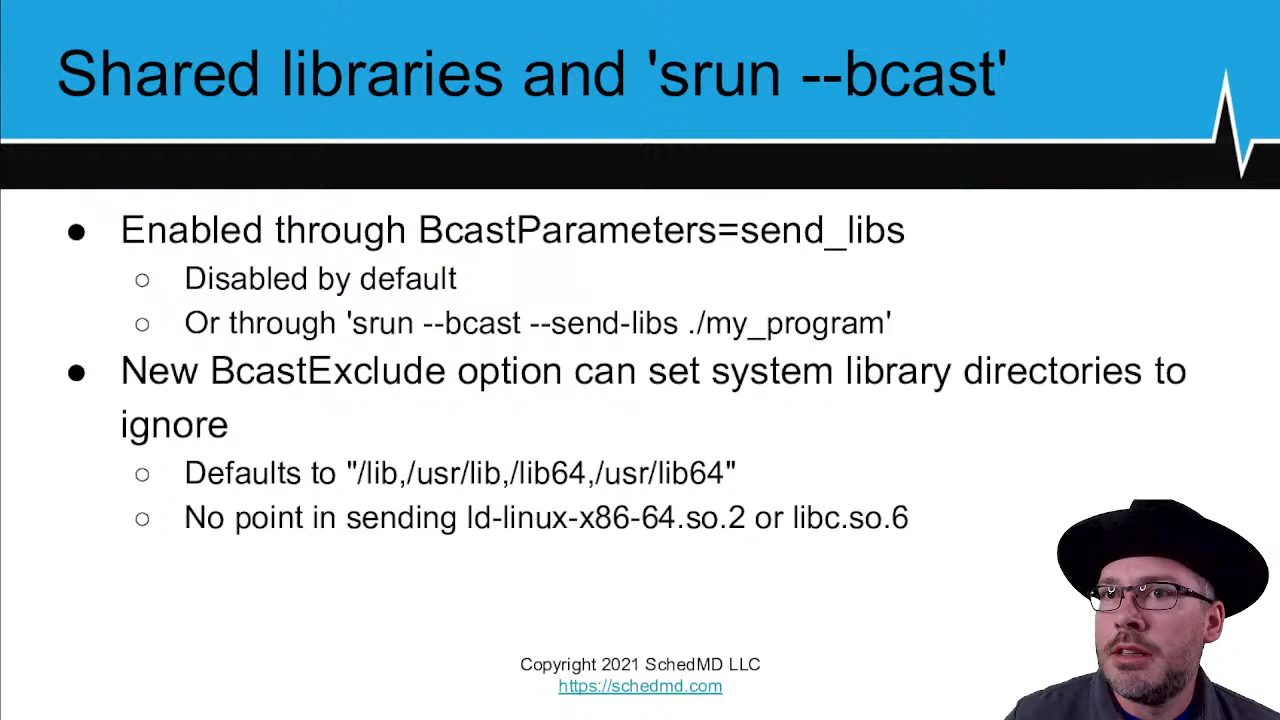 Shared libraries and 'srun --bcast'
● Enabled through BcastParameters=send_libs
○ Disabled by default
○ Or through 'srun --bcast --send-libs ./my_program'
● New BcastExclude option can set system library directories to
ignore
○ Defaults to "/lib,/usr/lib,/lib64,/usr/lib64"
○ No point in sending ld-linux-x86-64.so.2 or libc.so.6
Copyright 2021 SchedMD LLC
https://schedmd.com